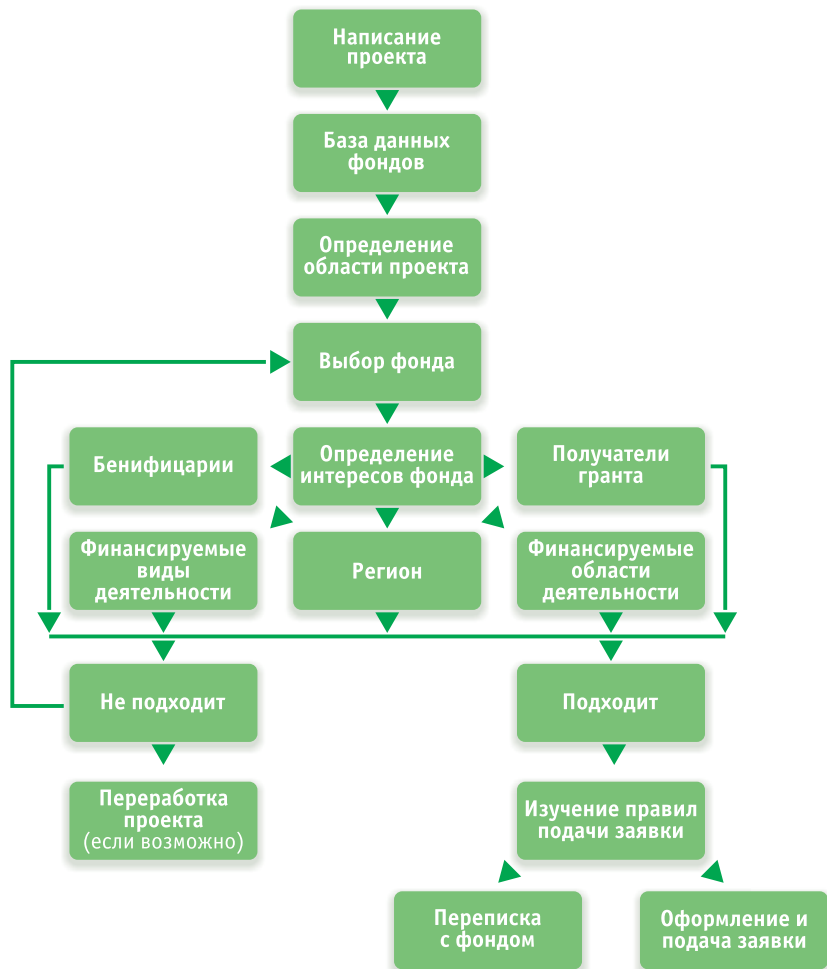 Написание
проекта
База данных
фондов
Определение
области проекта
Выбор фонда
Бенифицарии
Определение
интересов фонда
Получатели
гранта
Финансируемые
виды
деятельности
Регион
Финансируемые
области
деятельности
Не подходит
Подходит
Переработка
проекта
(если возможно)
Изучение правил
подачи заявки
Переписка
с фондом
Оформление и
подача заявки